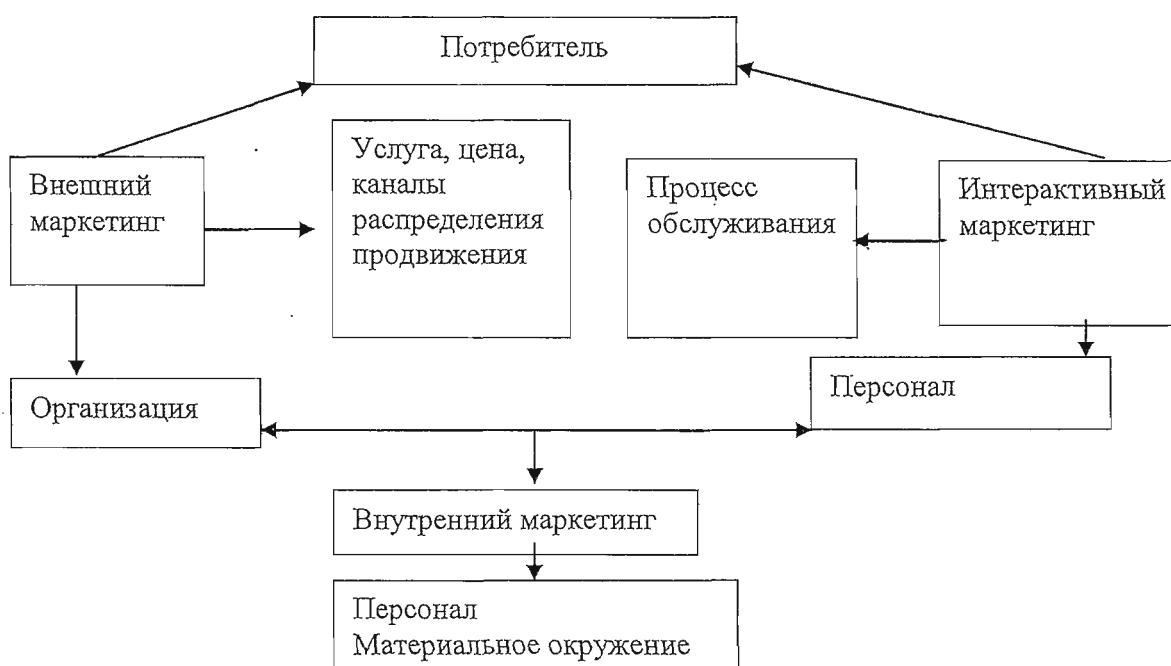 Потребитель
Внешний
маркетинг
Услуга, цена,
каналы
распределения
продвижения
Процесс
обслуживания
Интерактивный
маркетинг
Организация
Персонал
Внутренний маркетинг
Персонал
Материальное окружение